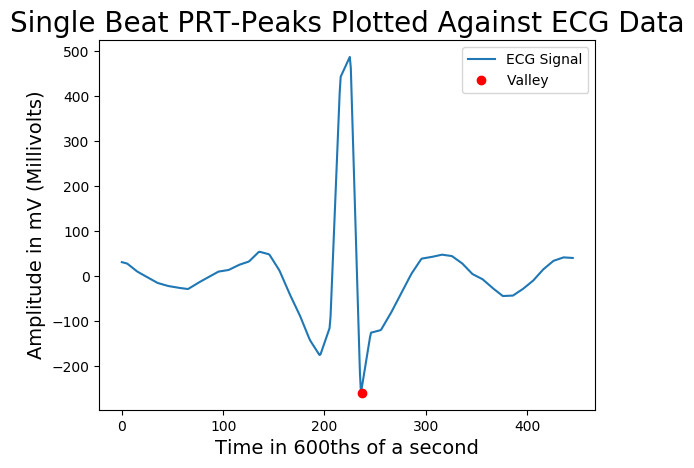 Single Beat PRT-Peaks Plotted Against ECG Data
ECG Signal
Valley
Amplitude in mV (Millivolts)
500
400
300
200
100
0
−100
−200
0 100 200 300 400
Time in 600ths of a second